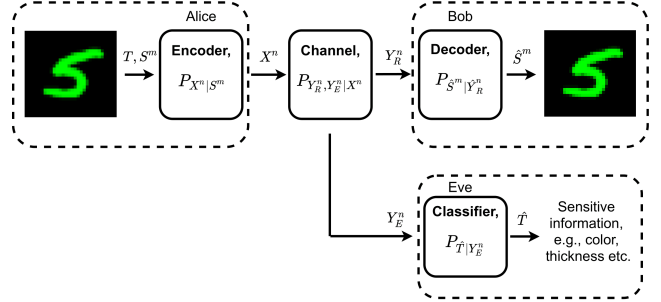 Alice
T, S^m
Encoder,
P_{X^n|S^m}
X^n
Channel,
P_{Y_R^n,Y_E^n|X^n}
Y_R^n
Bob
Decoder,
P_{Ŝ^m|Ŷ_R^n}
Ŝ^m
Y_E^n
Eve
Classifier,
P_{T̂|Y_E^n}
T̂
Sensitive
information,
e.g., color,
thickness etc.